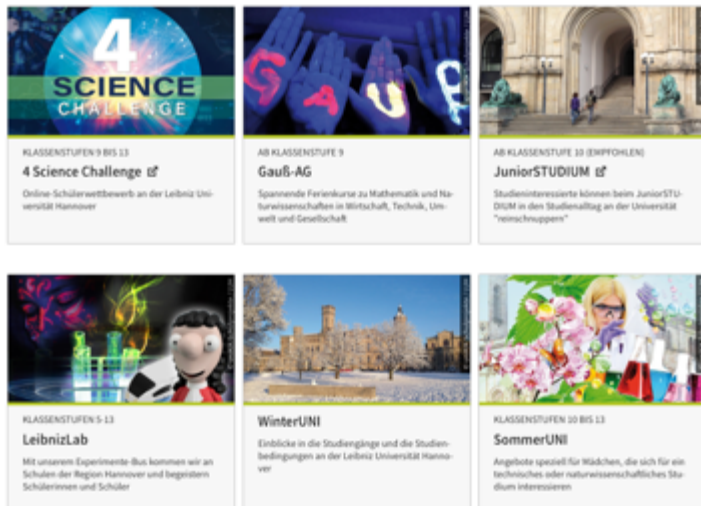 4
SCIENCE
CHALLENGE
GAUß
KLASSENSTUFEN 9 BIS 13
4 Science Challenge
Online-Schülerwettbewerb an der Leibniz Uni-
versität Hannover
AB KLASSENSTUFE 9
Gauß-AG
Spannende Ferienkurse zu Mathematik und Na-
turwissenschaften in Wirtschaft, Technik, Um-
welt und Gesellschaft
AB KLASSENSTUFE 10 (EMPFOHLEN)
JuniorSTUDIUM
Studieninteressierte können beim JuniorSTU-
DIUM in den Studienalltag an der Universität
"reinschnuppern"
KLASSENSTUFEN 5-13
LeibnizLab
Mit unserem Experimente-Bus kommen wir an
Schulen der Region Hannover und begeistern
Schülerinnen und Schüler
WinterUNI
Einblicke in die Studiengänge und die Studien-
bedingungen an der Leibniz Universität Hanno-
ver
KLASSENSTUFEN 10 BIS 13
SommerUNI
Angebote speziell für Mädchen, die sich für ein
technisches oder naturwissenschaftliches Stu-
dium interessieren